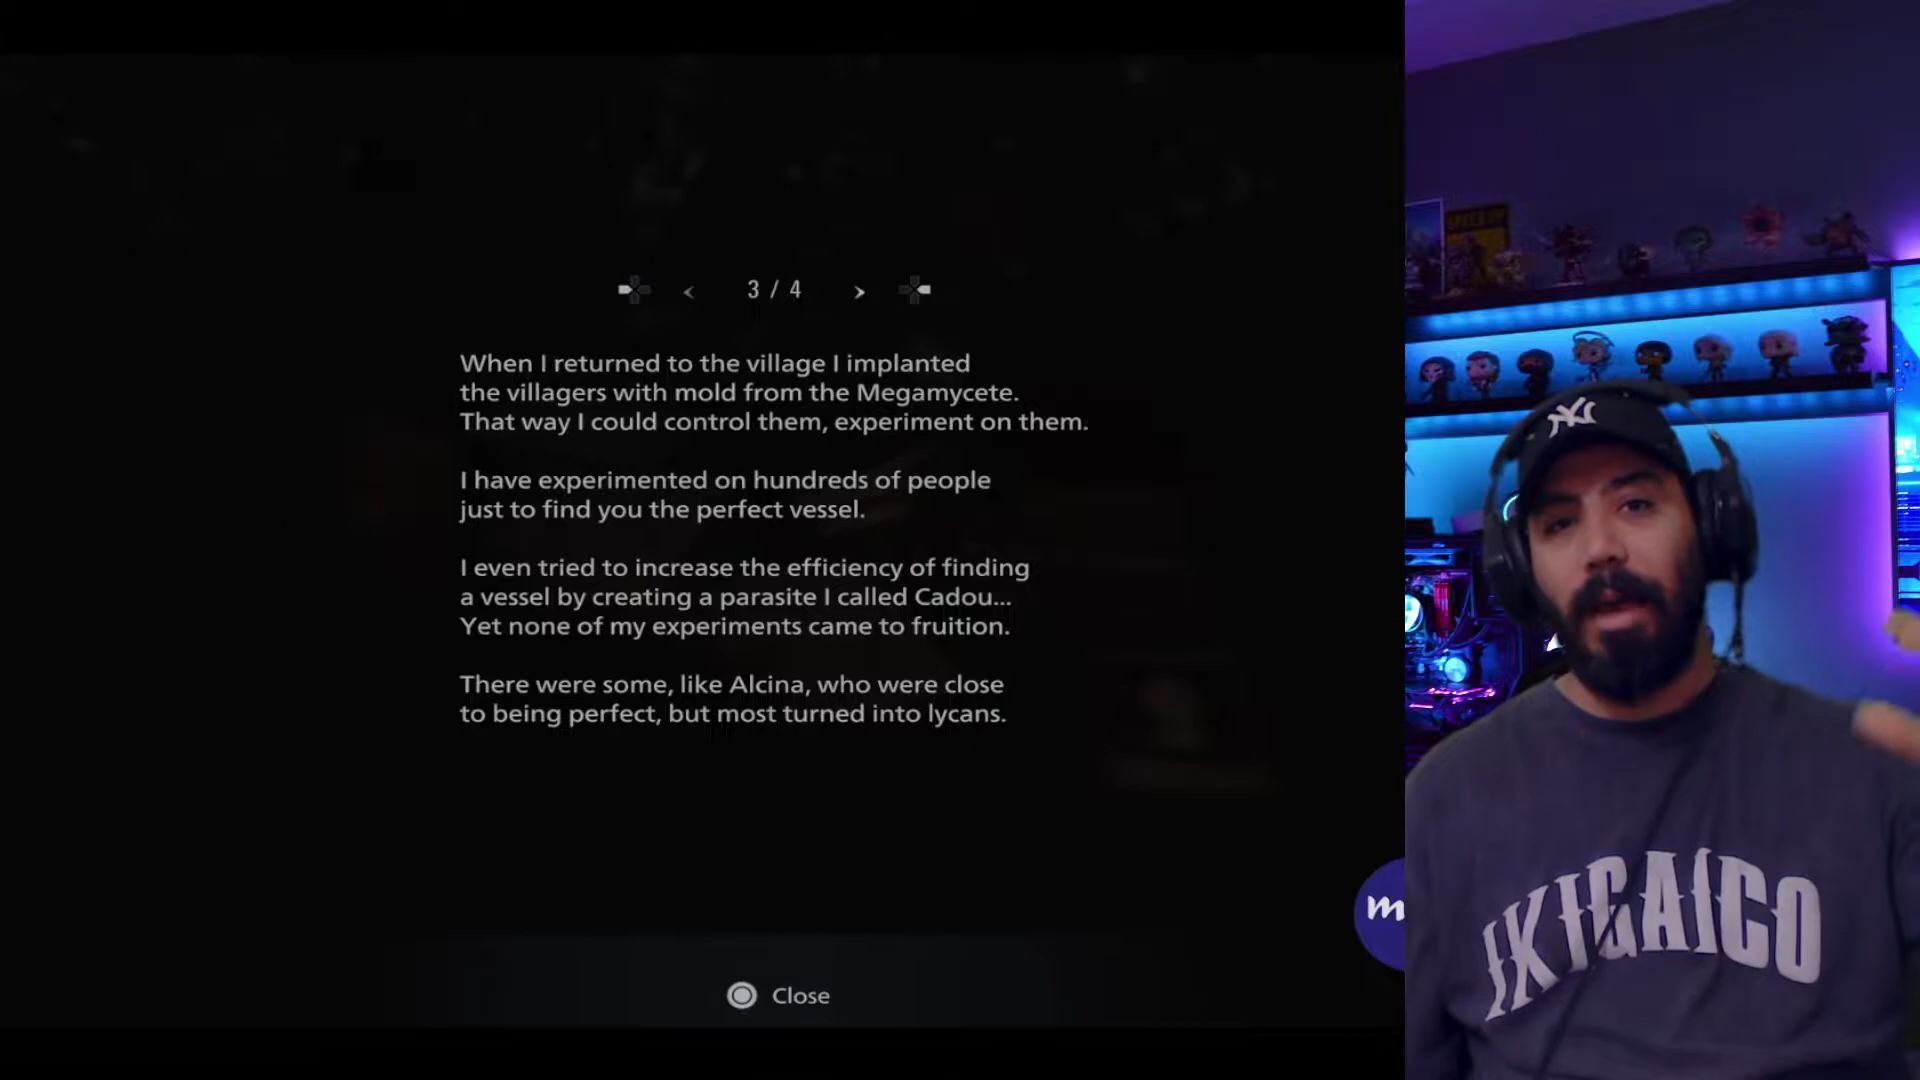 < 3 / 4 >
When I returned to the village I implanted
the villagers with mold from the Megamycete.
That way I could control them, experiment on them.
I have experimented on hundreds of people
just to find you the perfect vessel.
I even tried to increase the efficiency of finding
a vessel by creating a parasite I called Cadou...
Yet none of my experiments came to fruition.
There were some, like Alcina, who were close
to being perfect, but most turned into lycans.
Close
m
NY
IKIGAICO